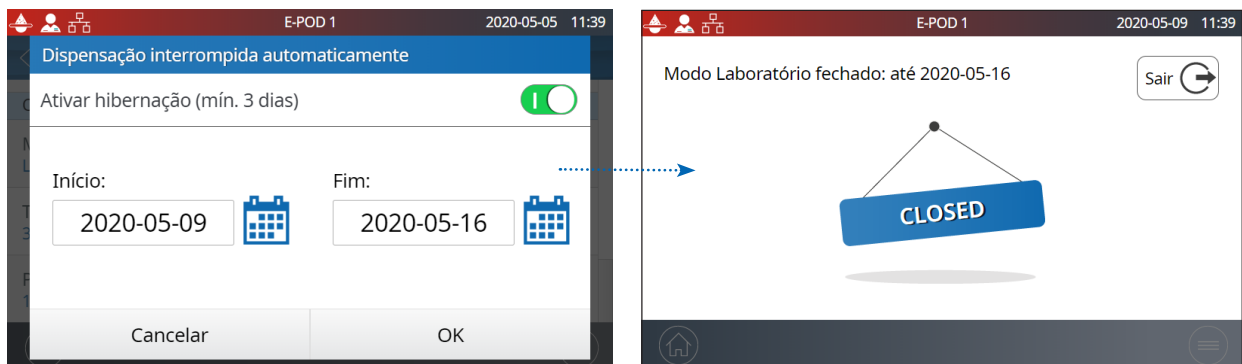 E-POD 1
2020-05-05 11:39
Dispensação interrompida automaticamente
Ativar hibernação (mín. 3 dias)
Início:
Fim:
2020-05-09
2020-05-16
Cancelar
OK
E-POD 1
2020-05-09 11:39
Modo Laboratório fechado: até 2020-05-16
Sair
CLOSED